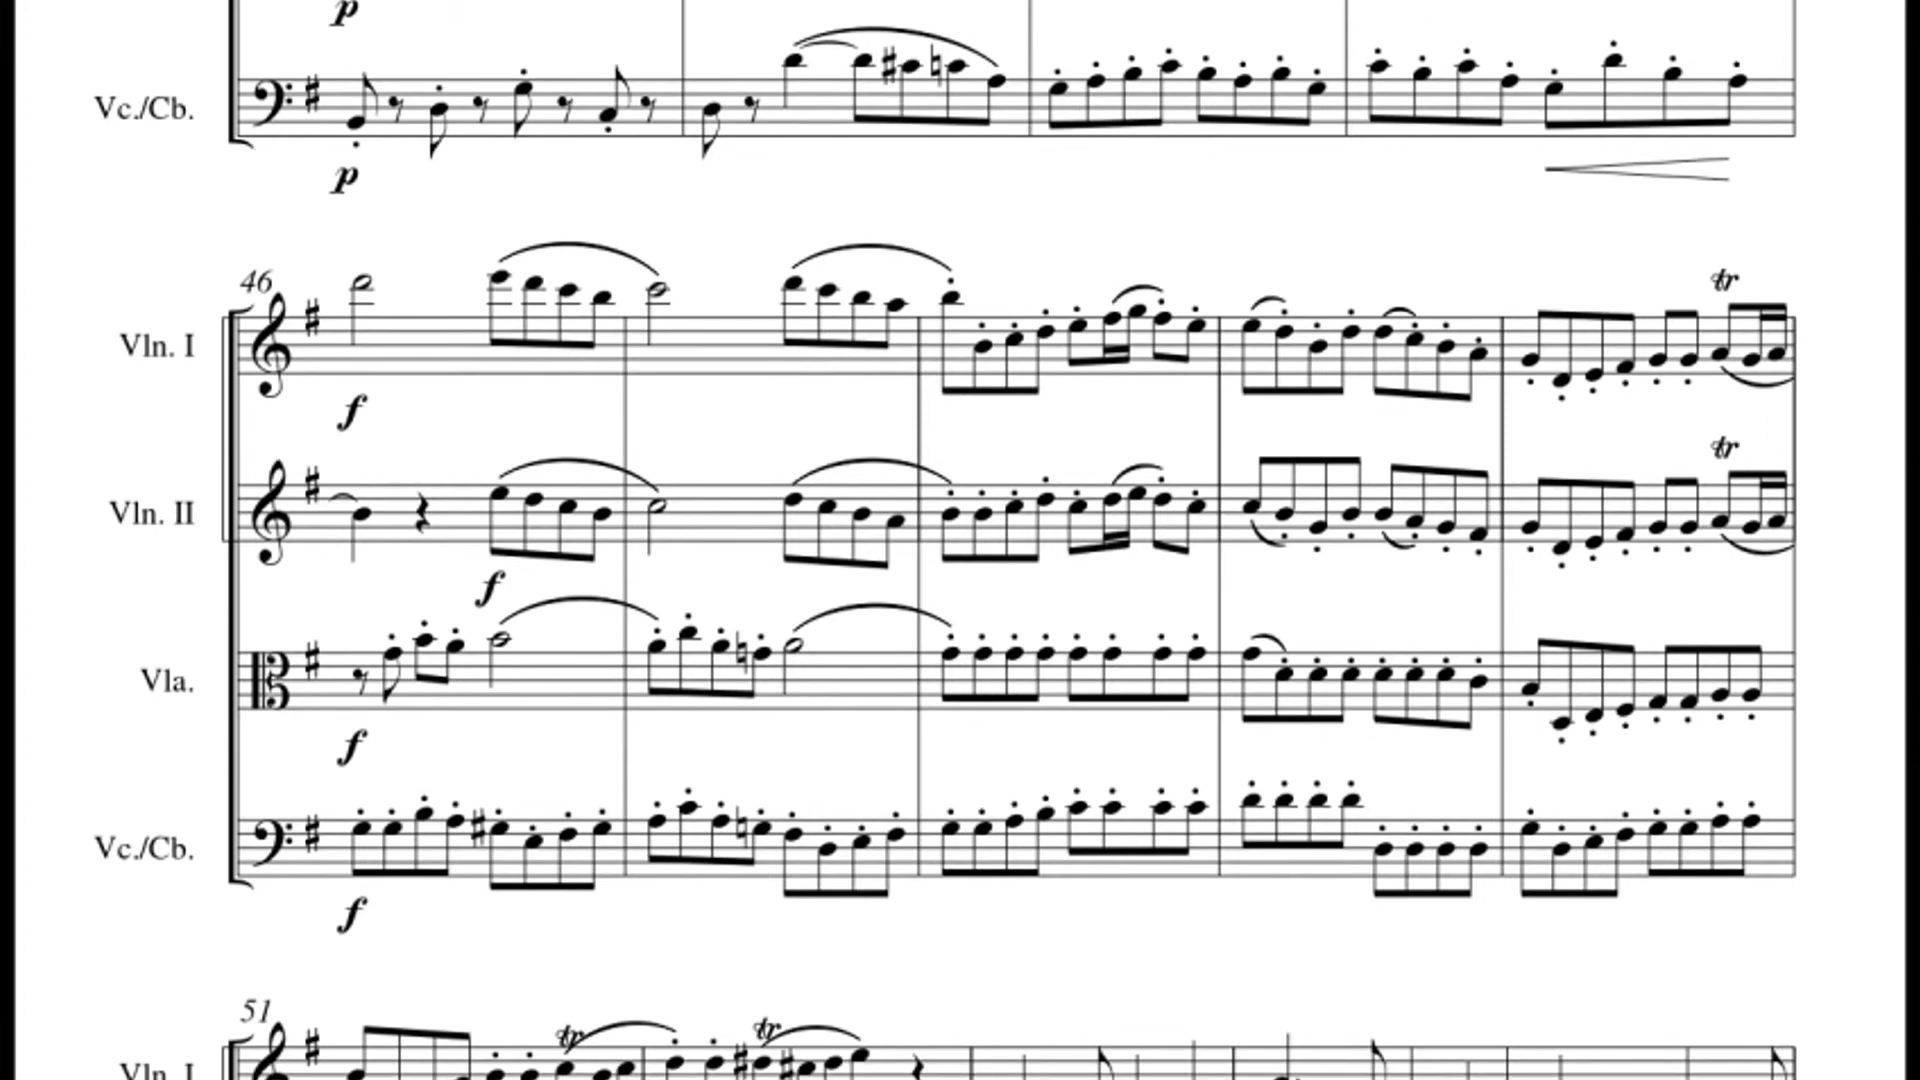 p
Vc./Cb.
p
46
tr
Vln. I
f
tr
Vln. II
f
Vla.
f
Vc./Cb.
f
51
tr tr
Vln. I